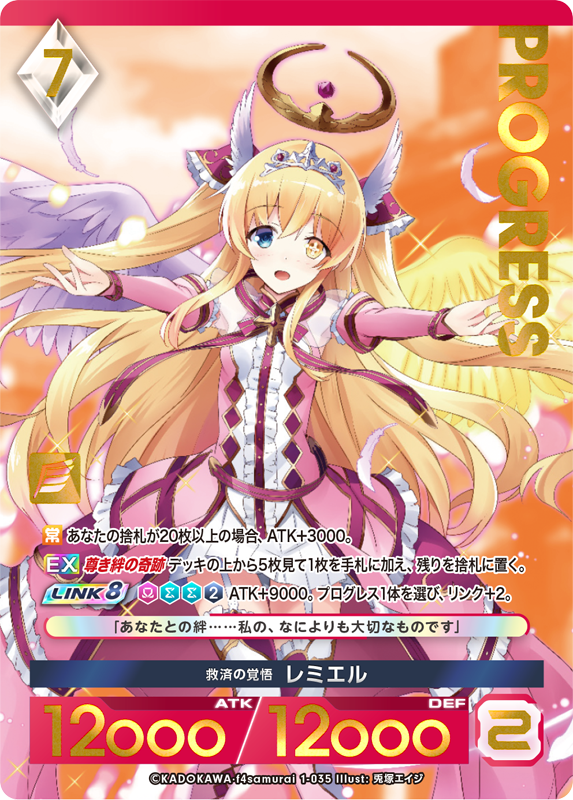 7
PROGRESS
常 あなたの捨札が20枚以上の場合、ATK+3000。
EX 尊き絆の奇跡 デッキの上から5枚見て1枚を手札に加え、残りを捨札に置く。
LINK 8 Ω Σ Σ 2 ATK+9000。プログレス1体を選び、リンク+2。
「あなたとの絆……私の、なによりも大切なものです」
救済の覚悟 レミエル
ATK DEF
12000/12000 2
©KADOKAWA・f4samurai 1-035 Illust: 兎塚エイジ